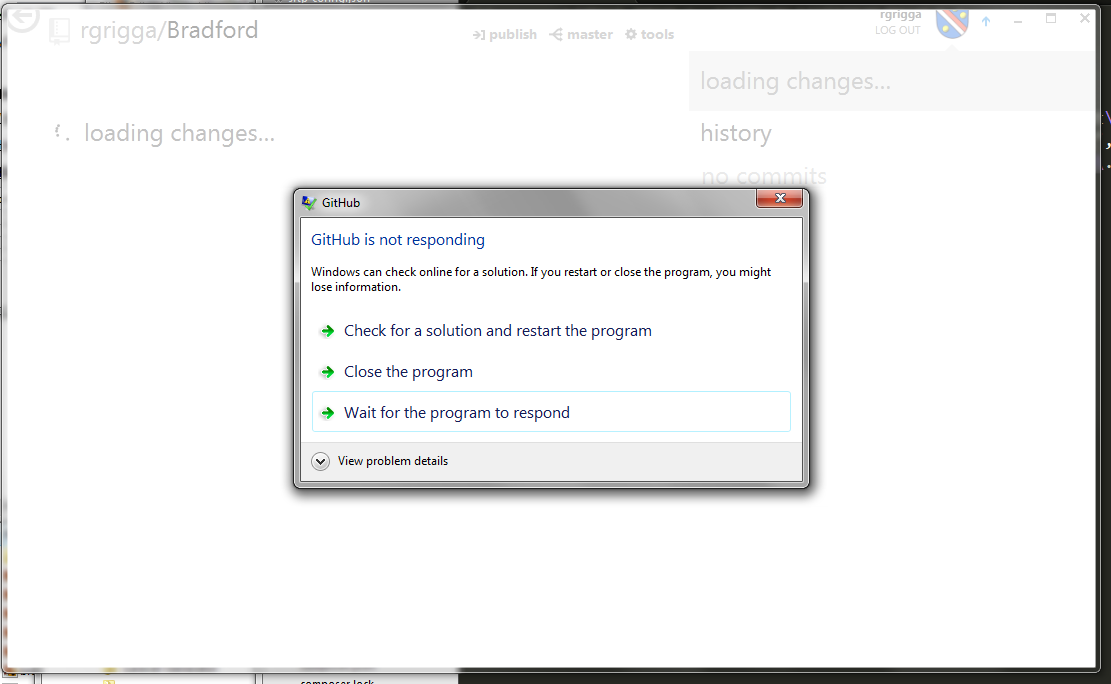 rgrigga/Bradford
publish
master
tools
rgrigga
LOG OUT
loading changes...
loading changes...
history
no commits
GitHub
GitHub is not responding
Windows can check online for a solution. If you restart or close the program, you might
lose information.
Check for a solution and restart the program
Close the program
Wait for the program to respond
View problem details